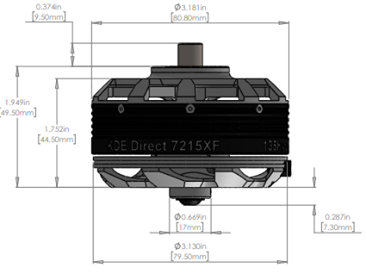 0.374in
[9.50mm]
Ø3.181in
[80.80mm]
1.949in
[49.50mm]
1.752in
[44.50mm]
KDE Direct 7215XF
Ø0.669in
[17mm]
0.287in
[7.30mm]
Ø3.130in
[79.50mm]